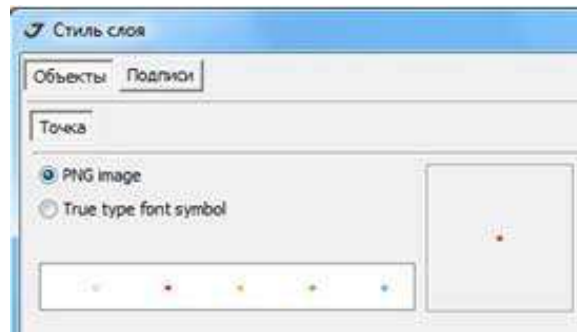 Стиль слоя
Объекты Подписи
Точка
PNG image
True type font symbol